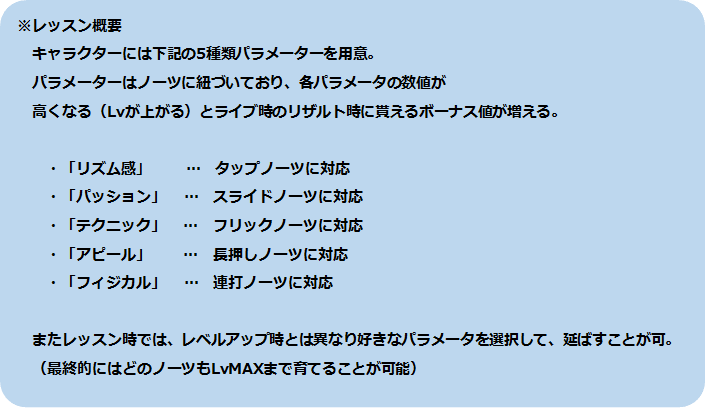 ※レッスン概要
キャラクターには下記の5種類パラメーターを用意。
パラメーターはノーツに紐づいており、各パラメータの数値が
高くなる（Lvが上がる）とライブ時のリザルト時に貰えるボーナス値が増える。
・「リズム感」 … タップノーツに対応
・「パッション」 … スライドノーツに対応
・「テクニック」 … フリックノーツに対応
・「アピール」 … 長押しノーツに対応
・「フィジカル」 … 連打ノーツに対応
またレッスン時では、レベルアップ時とは異なり好きなパラメータを選択して、延ばすことが可。
（最終的にはどのノーツもLvMAXまで育てることが可能）